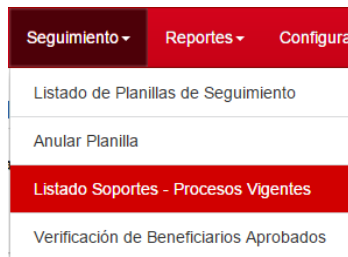 Seguimiento Reportes Configura
Listado de Planillas de Seguimiento
Anular Planilla
Listado Soportes - Procesos Vigentes
Verificación de Beneficiarios Aprobados